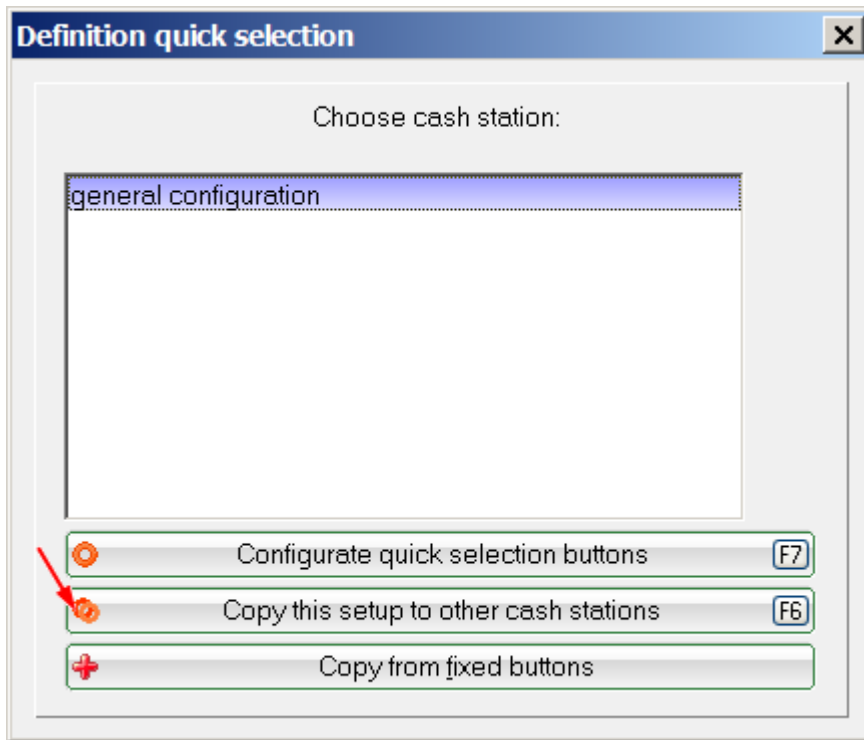 Definition quick selection
Choose cash station:
general configuration
Configurate quick selection buttons F7
Copy this setup to other cash stations F6
Copy from fixed buttons